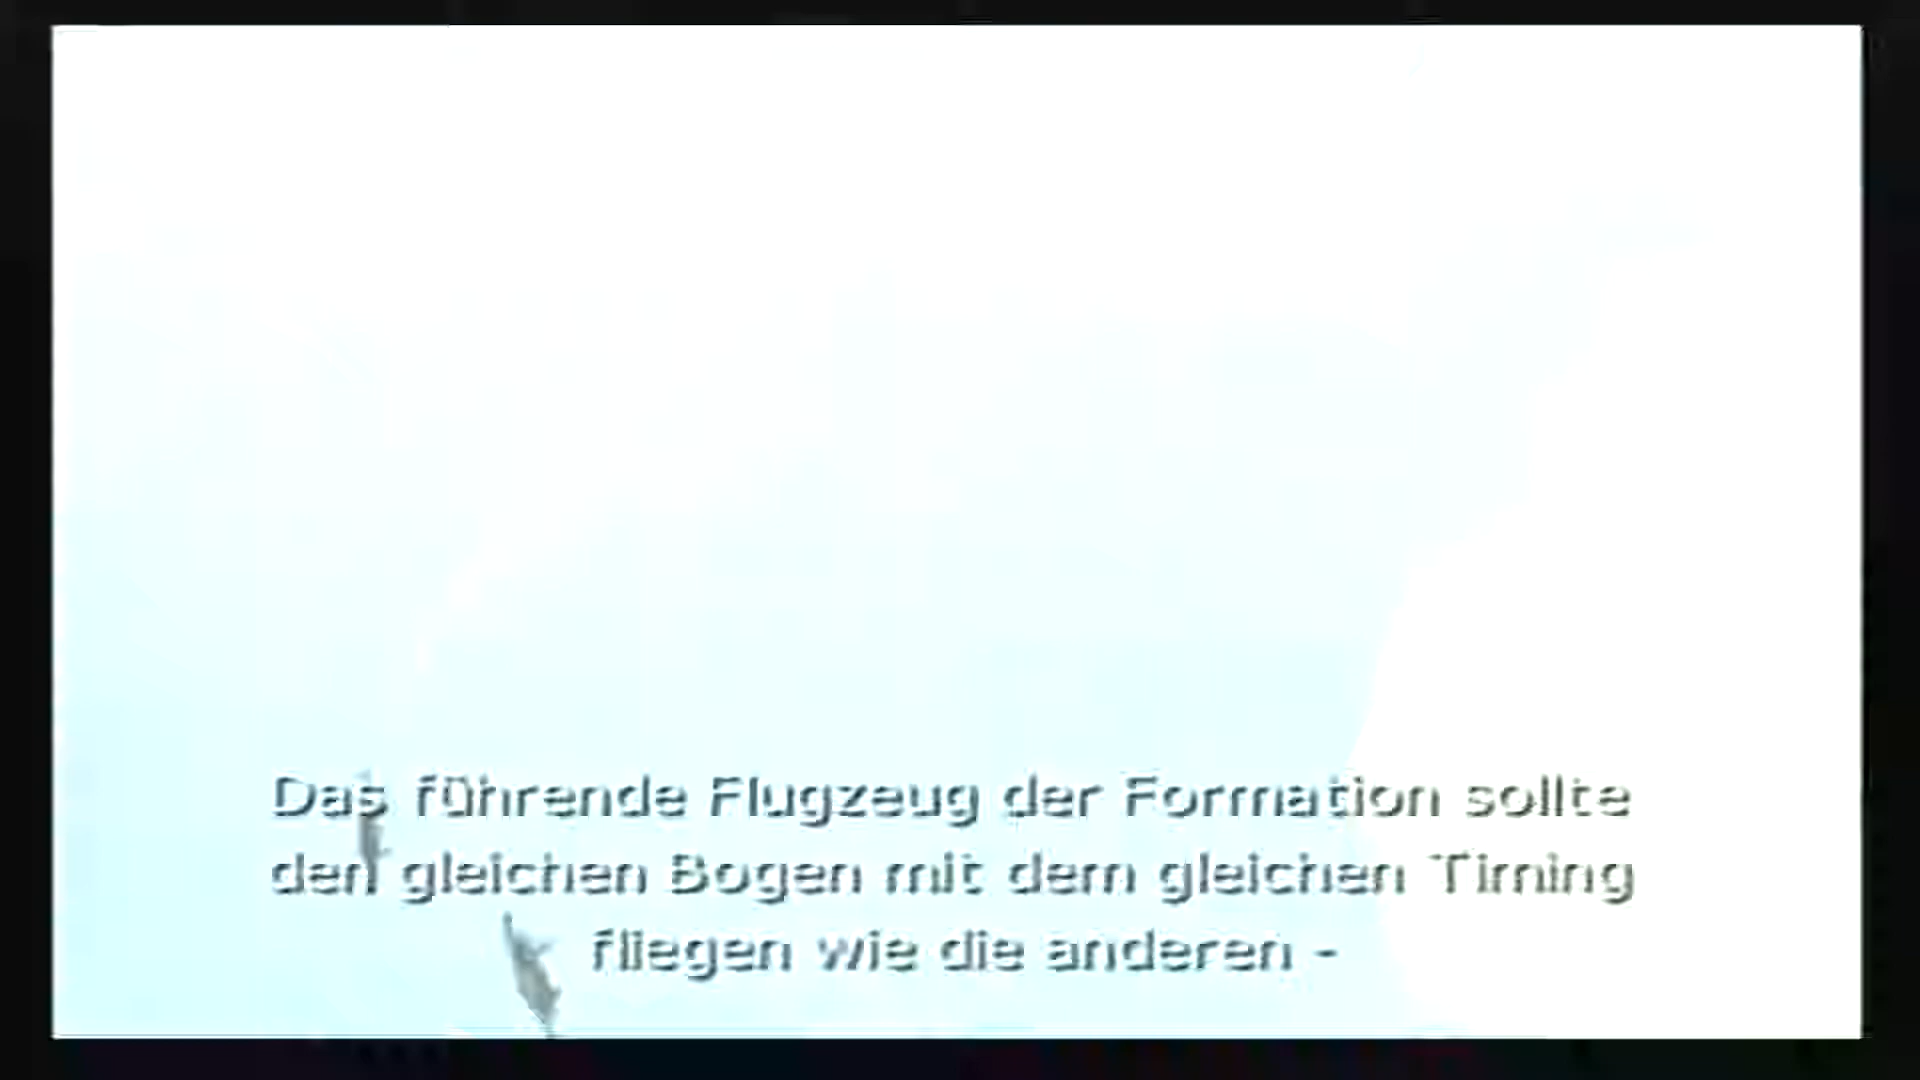 Das führende Flugzeug der Formation sollte
den gleichen Bogen mit dem gleichen Timing
fliegen wie die anderen -